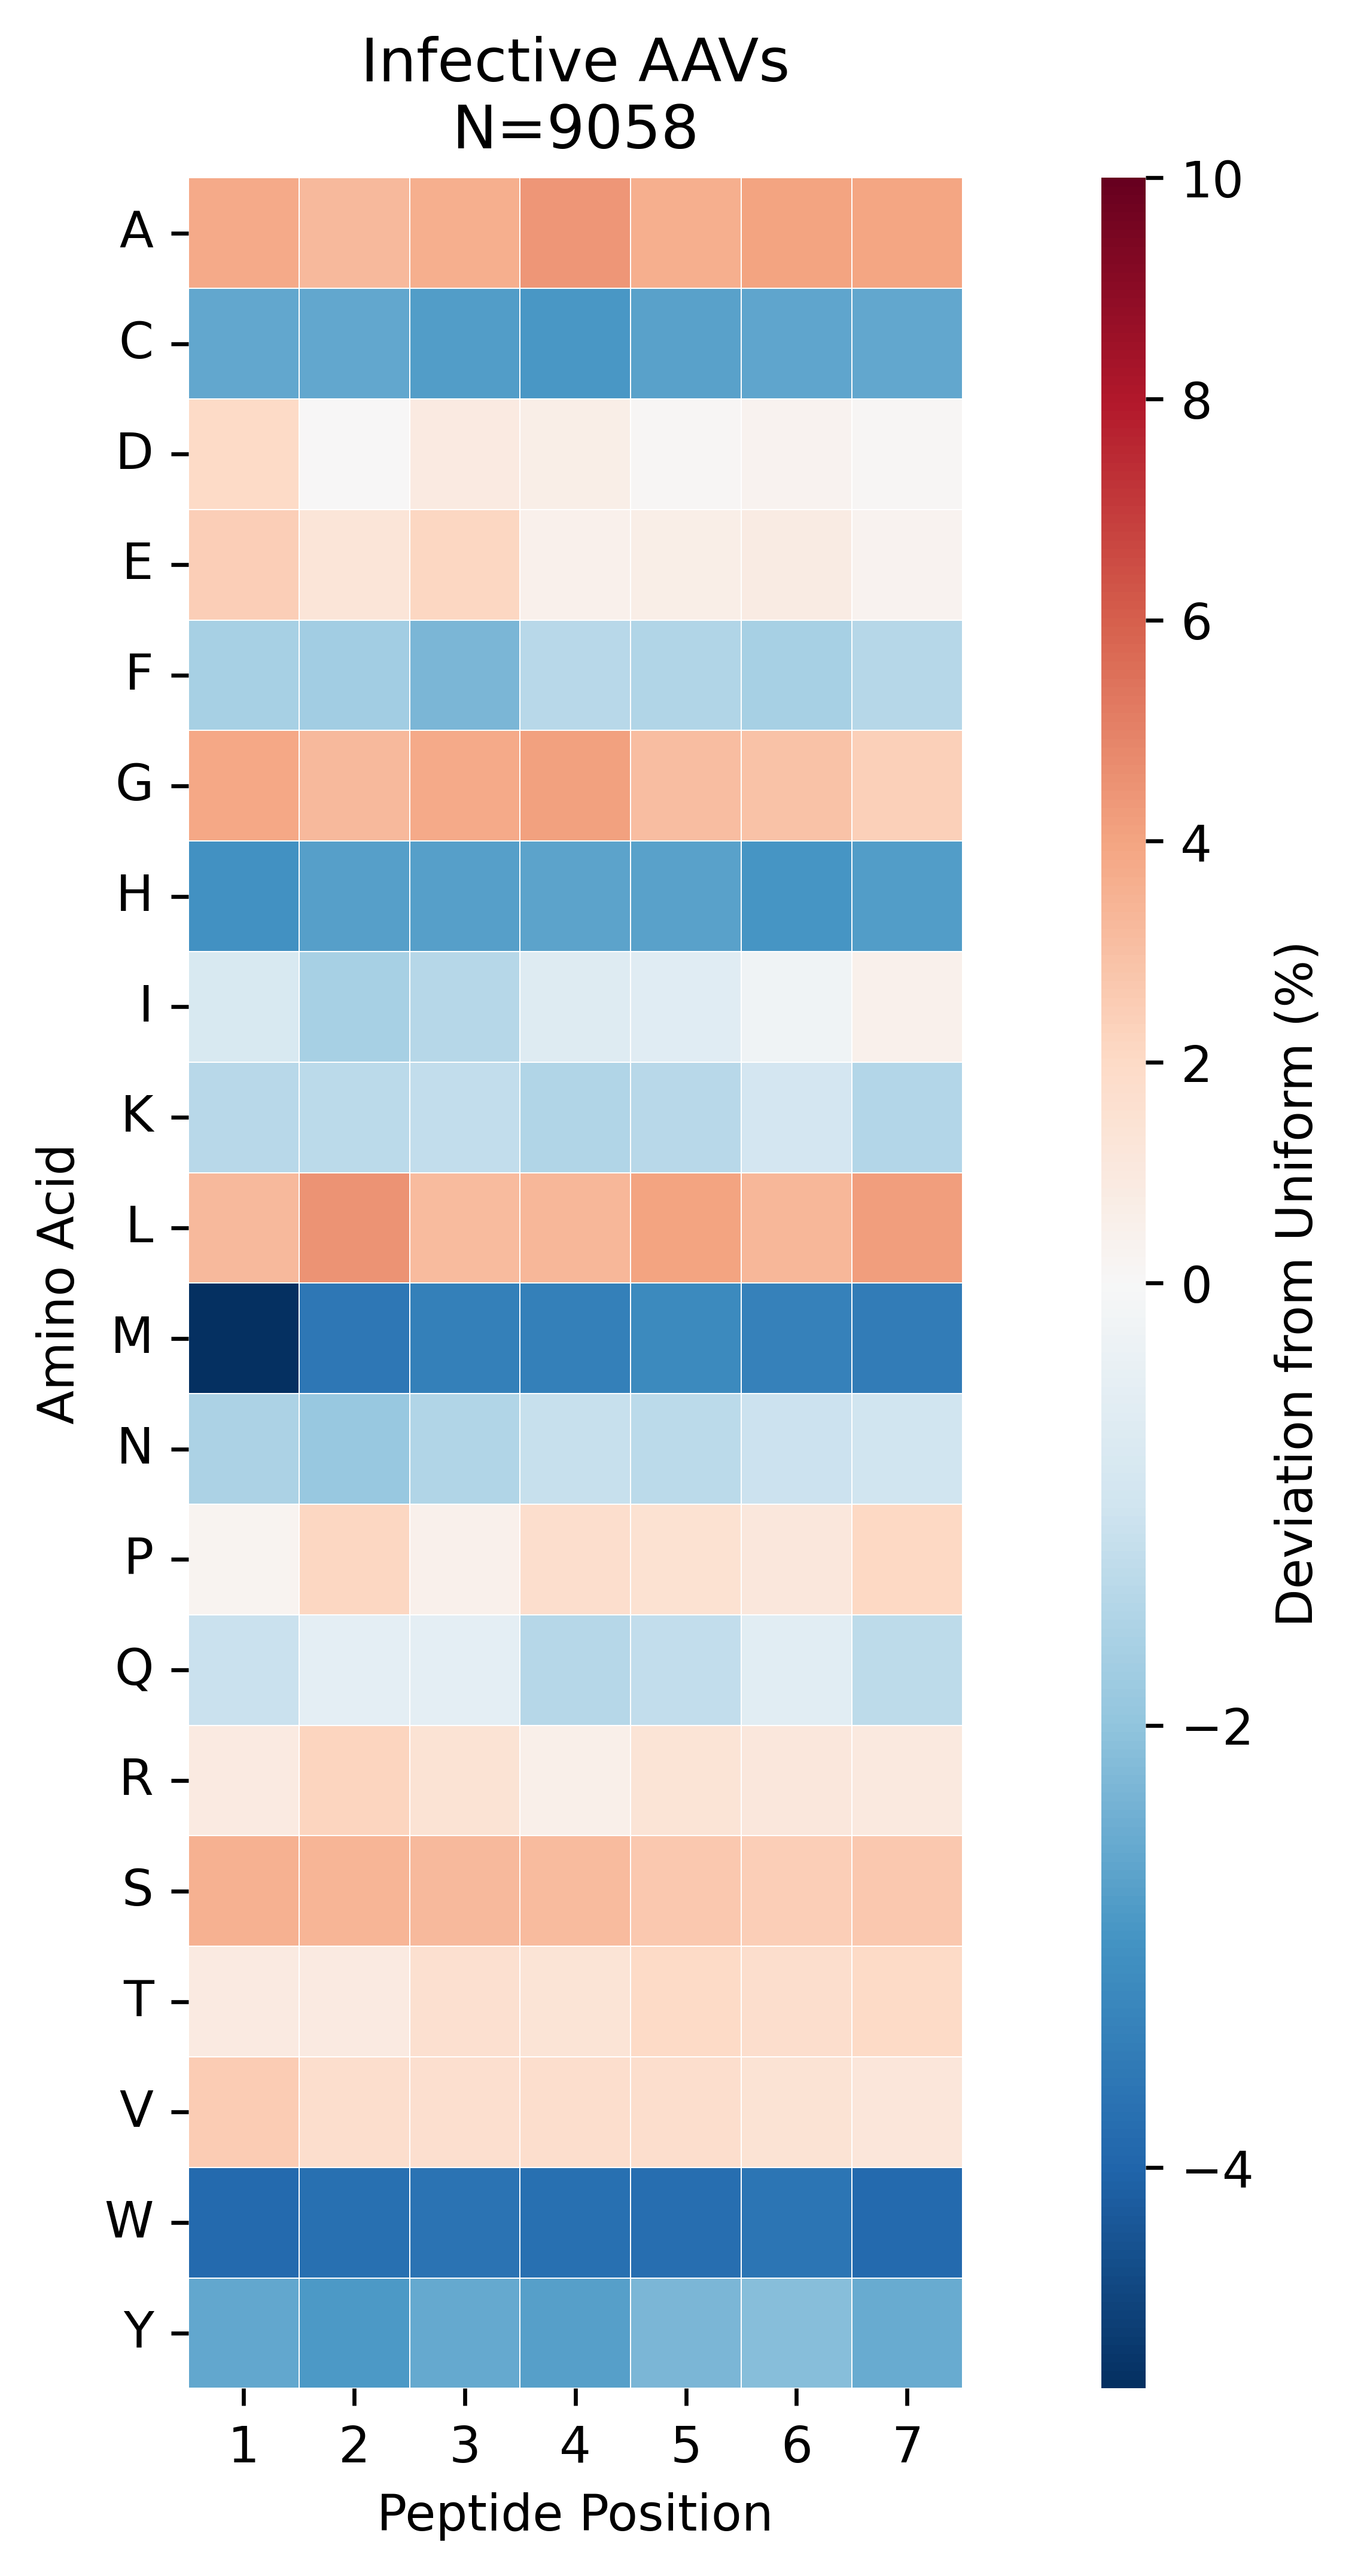 Infective AAVs
N=9058
Amino Acid
A
C
D
E
F
G
H
I
K
L
M
N
P
Q
R
S
T
V
W
Y
1 2 3 4 5 6 7
Peptide Position
10
8
6
4
2
0
−2
−4
Deviation from Uniform (%)